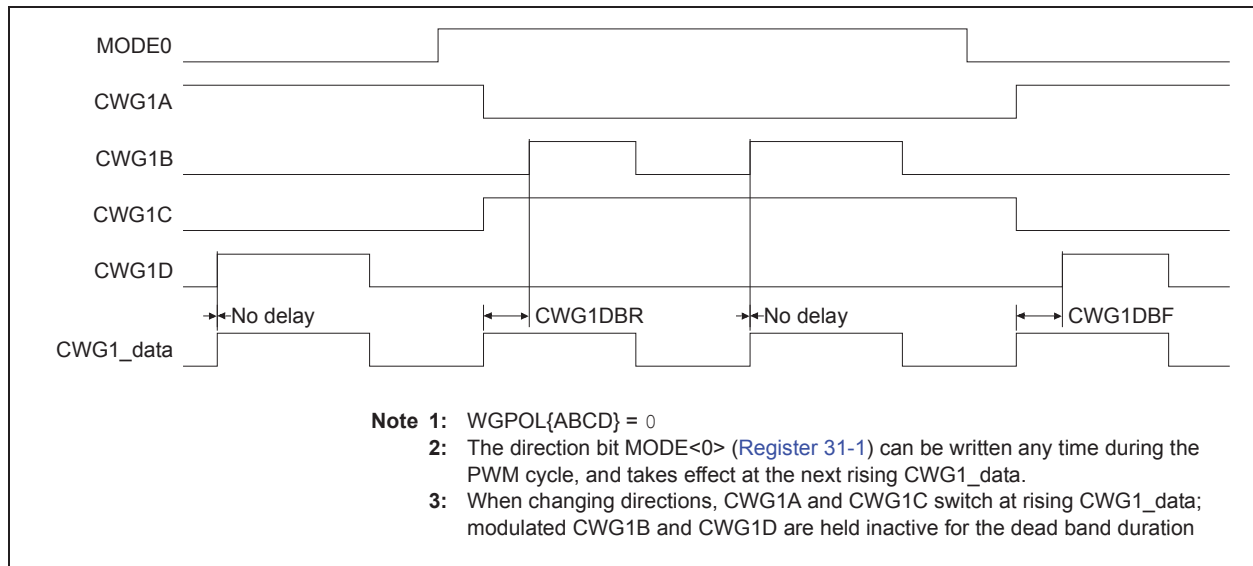 MODE0
CWG1A
CWG1B
CWG1C
CWG1D
No delay CWG1DBR No delay CWG1DBF
CWG1_data
Note 1: WGPOL{ABCD} = 0
2: The direction bit MODE<0> (Register 31-1) can be written any time during the
PWM cycle, and takes effect at the next rising CWG1_data.
3: When changing directions, CWG1A and CWG1C switch at rising CWG1_data;
modulated CWG1B and CWG1D are held inactive for the dead band duration